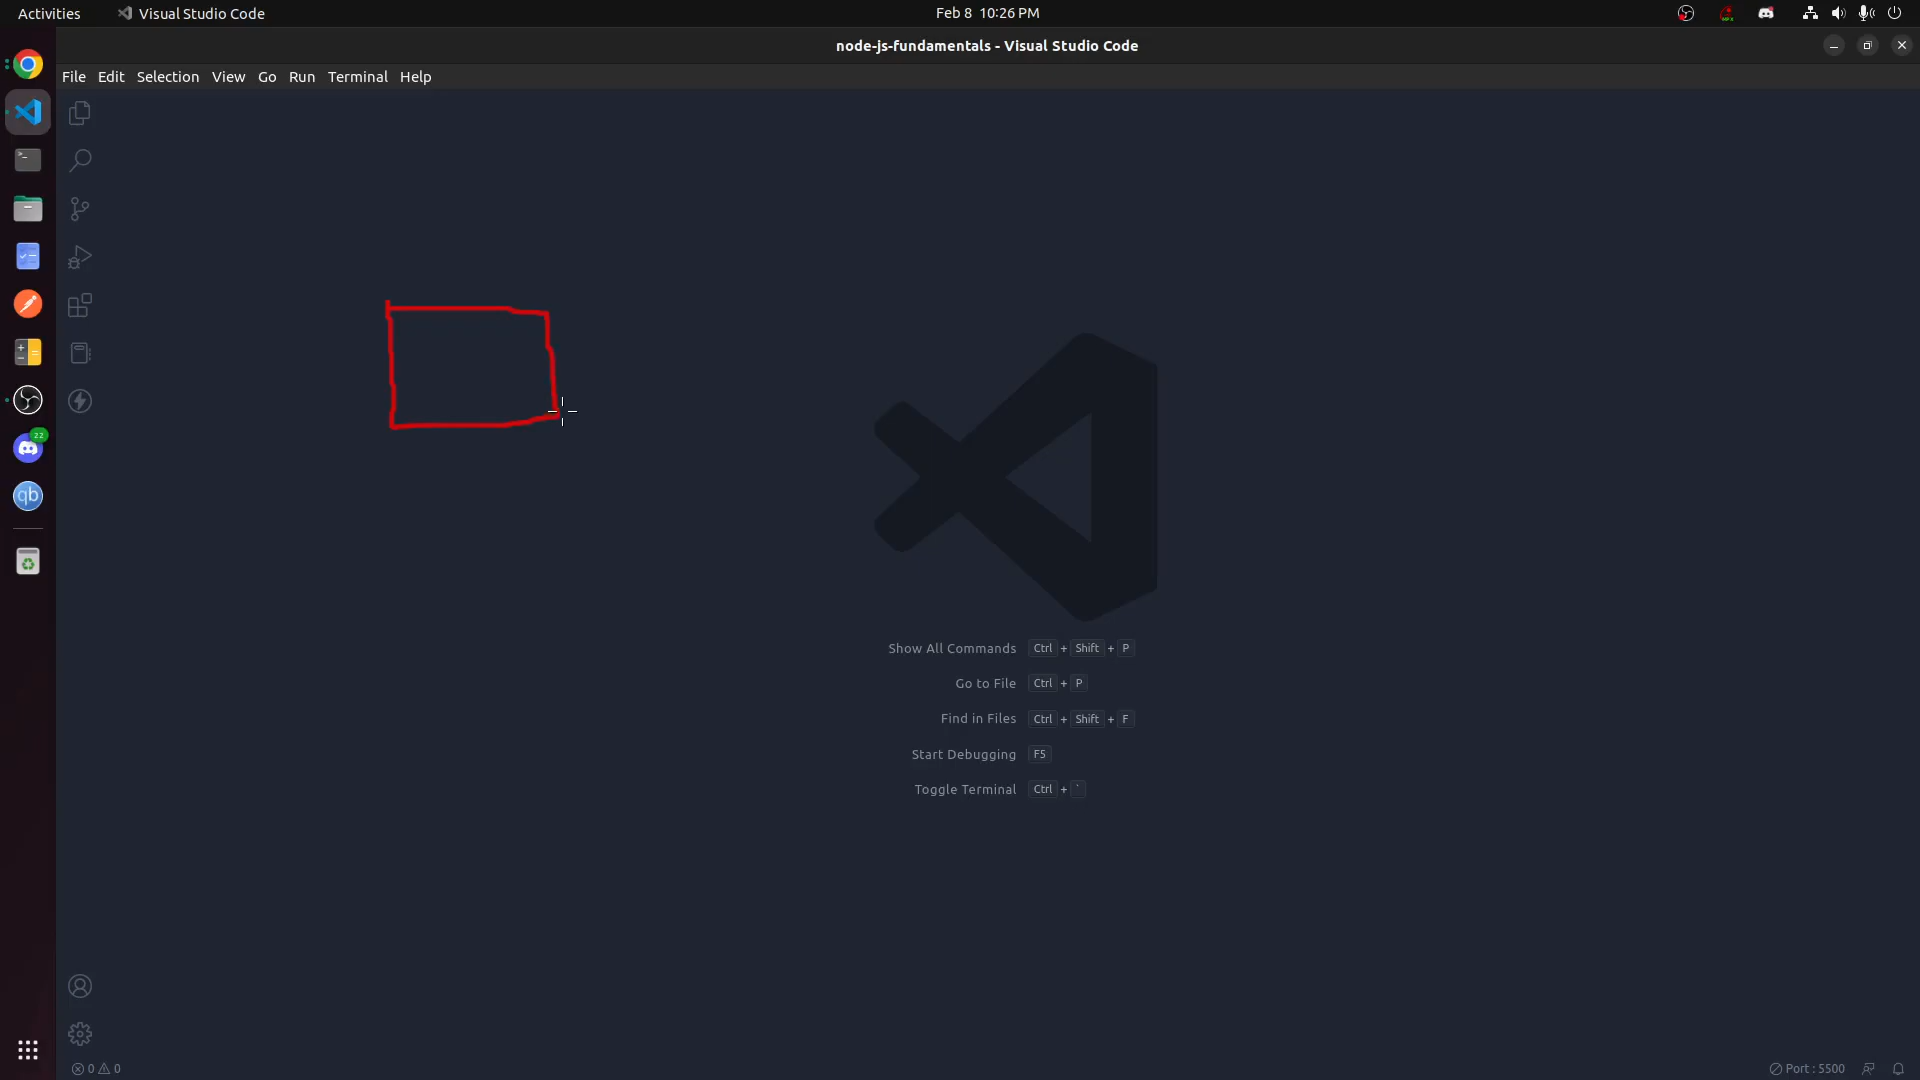 Activities Visual Studio Code Feb 8 10:26 PM
node-js-fundamentals - Visual Studio Code
File Edit Selection View Go Run Terminal Help
22
qb
Show All Commands Ctrl + Shift + P
Go to File Ctrl + P
Find in Files Ctrl + Shift + F
Start Debugging F5
Toggle Terminal Ctrl + `
0 0 Port : 5500